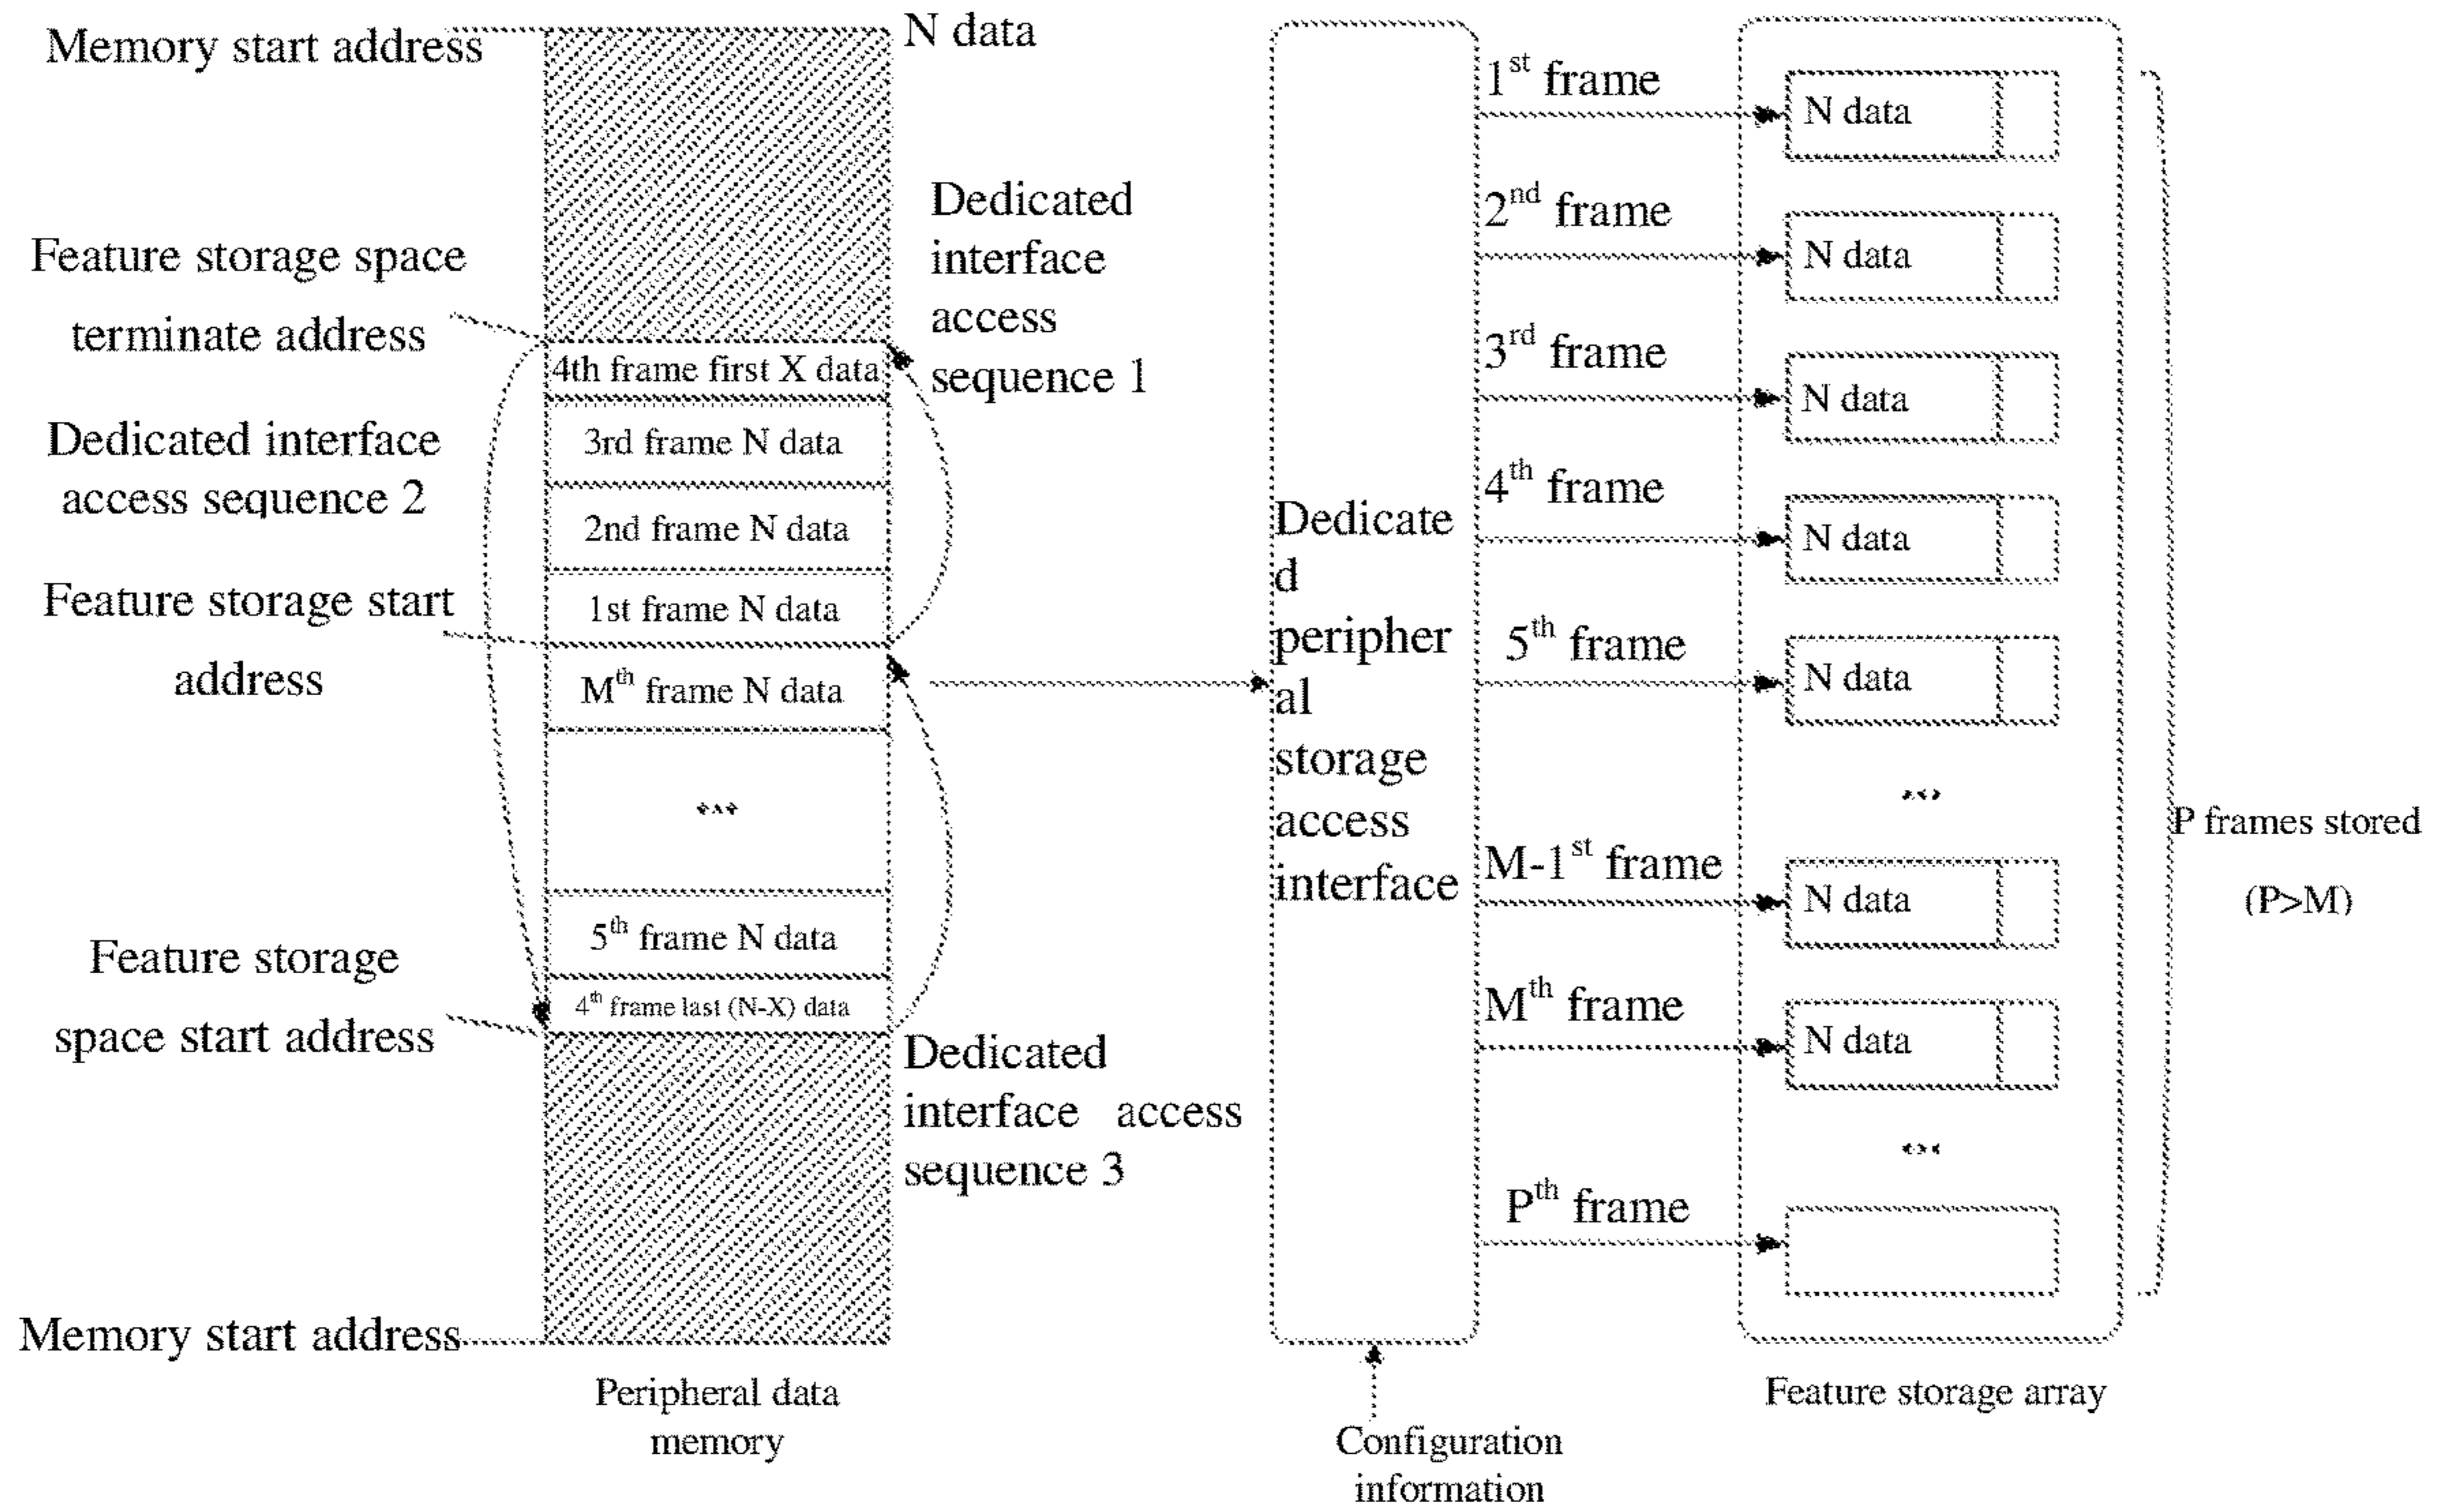 Memory start address
N data
Feature storage space
terminate address
Dedicated
interface
access
sequence 1
4th frame first X data
Dedicated interface
access sequence 2
3rd frame N data
2nd frame N data
Feature storage start
address
1st frame N data
Mth frame N data
...
5th frame N data
Feature storage
space start address
4th frame last (N-X) data
Dedicated
interface access
sequence 3
Memory start address
Peripheral data
memory
Dedicate
d
peripher
al
storage
access
interface
Configuration
information
1st frame
N data
2nd frame
N data
3rd frame
N data
4th frame
N data
5th frame
N data
...
M-1st frame
N data
Mth frame
N data
...
Pth frame
P frames stored
(P>M)
Feature storage array